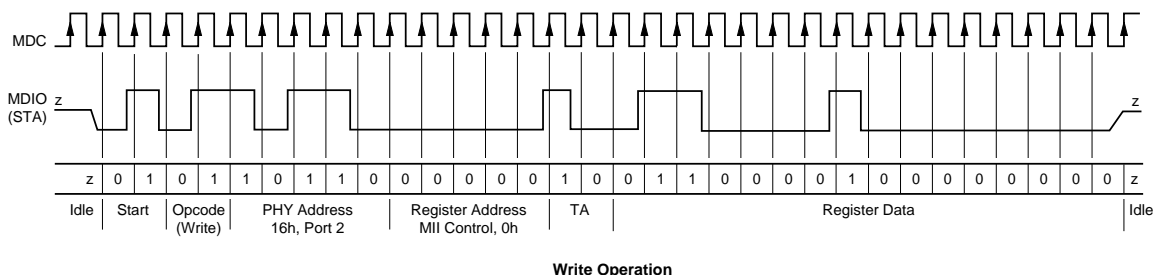 MDC
MDIO z z
(STA)
z 0 1 0 1 1 0 1 1 0 0 0 0 0 0 1 0 0 1 1 0 0 0 0 1 0 0 0 0 0 0 0 0 z
Idle Start Opcode PHY Address Register Address TA Register Data Idle
(Write) 16h, Port 2 MII Control, 0h
Write Operation